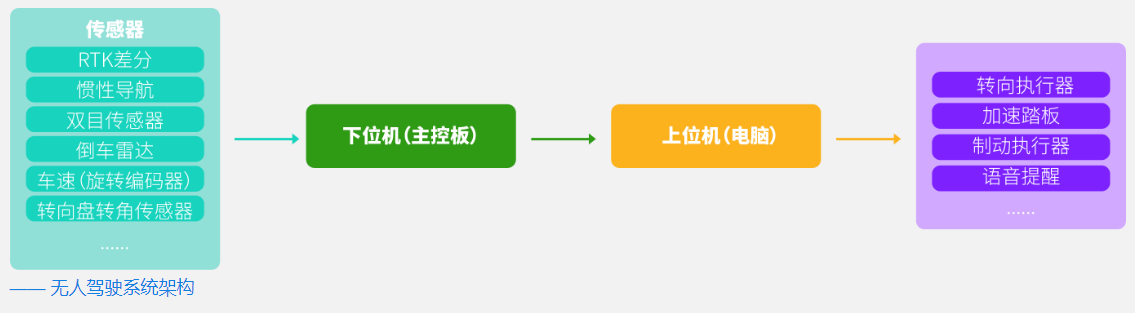 传感器
RTK差分
惯性导航
双目传感器
倒车雷达
车速(旋转编码器)
转向盘转角传感器
……
下位机(主控板)
上位机(电脑)
转向执行器
加速踏板
制动执行器
语音提醒
……
—— 无人驾驶系统架构